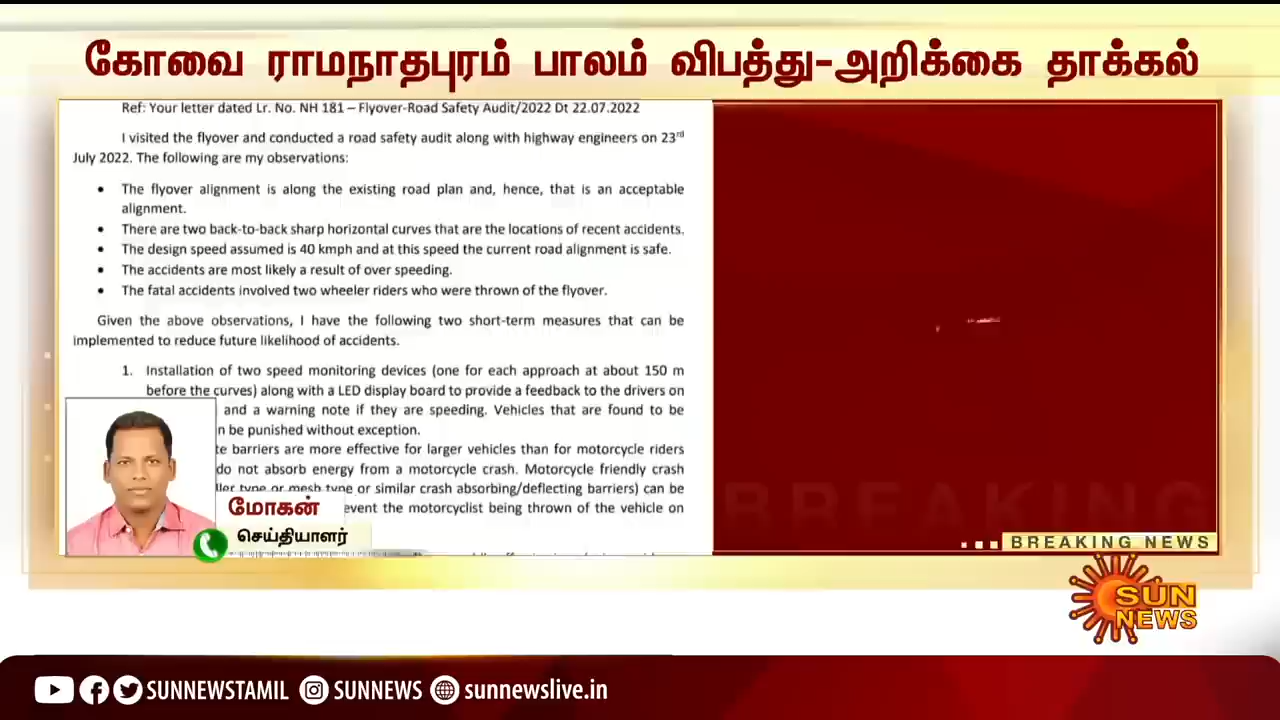 கோவை ராமநாதபுரம் பாலம் விபத்து-அறிக்கை தாக்கல்
Ref: Your letter dated Lr. No. NH 181 – Flyover-Road Safety Audit/2022 Dt 22.07.2022
I visited the flyover and conducted a road safety audit along with highway engineers on 23rd
July 2022. The following are my observations:
• The flyover alignment is along the existing road plan and, hence, that is an acceptable
alignment.
• There are two back-to-back sharp horizontal curves that are the locations of recent accidents.
• The design speed assumed is 40 kmph and at this speed the current road alignment is safe.
• The accidents are most likely a result of over speeding.
• The fatal accidents involved two wheeler riders who were thrown of the flyover.
Given the above observations, I have the following two short-term measures that can be
implemented to reduce future likelihood of accidents.
1. Installation of two speed monitoring devices (one for each approach at about 150 m
before the curves) along with a LED display board to provide a feedback to the drivers on
and a warning note if they are speeding. Vehicles that are found to be
be punished without exception.
barriers are more effective for larger vehicles than for motorcycle riders
do not absorb energy from a motorcycle crash. Motorcycle friendly crash
type or mesh type or similar crash absorbing/deflecting barriers) can be
the motorcyclist being thrown of the vehicle on
மோகன்
செய்தியாளர்
BREAKING
BREAKING NEWS
SUN
NEWS
SUNNEWSTAMIL SUNNEWS sunnewslive.in